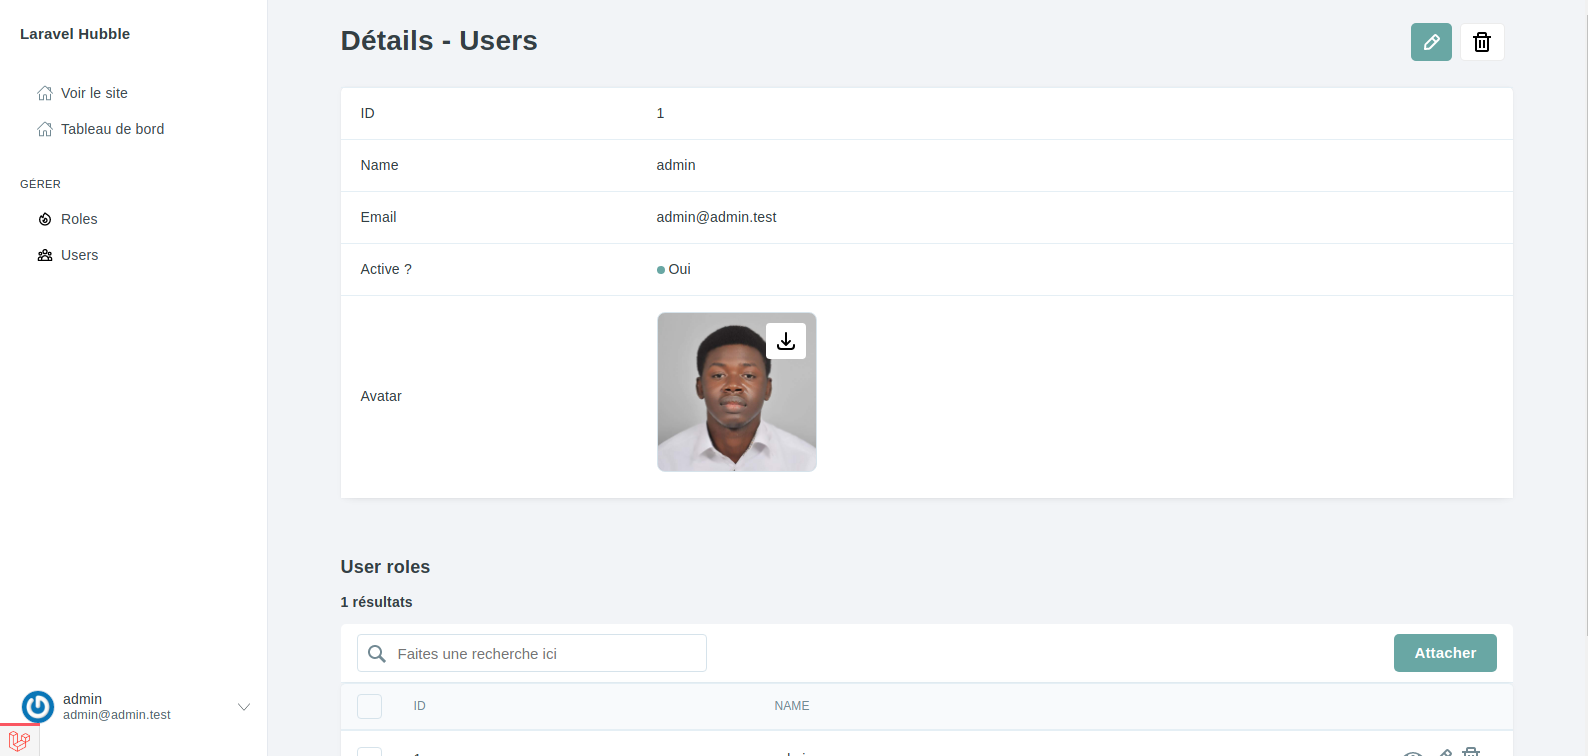 Laravel Hubble
Voir le site
Tableau de bord
GÉRER
Roles
Users
admin
admin@admin.test
Détails - Users
ID 1
Name admin
Email admin@admin.test
Active ? Oui
Avatar
User roles
1 résultats
Faites une recherche ici
Attacher
ID NAME